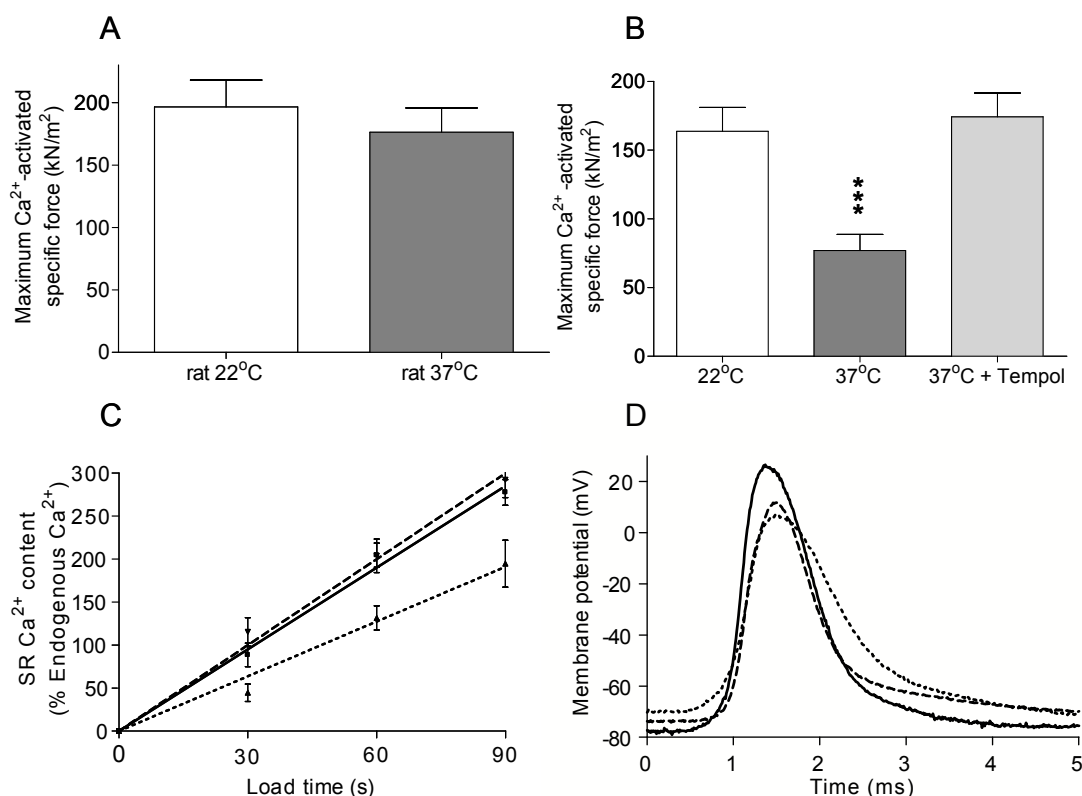 A
Maximum Ca²⁺-activated
specific force (kN/m²)
200
150
100
50
0
rat 22°C
rat 37°C
B
Maximum Ca²⁺ -activated
specific force (kN/m²)
200
150
100
50
0
***
22°C
37°C
37°C + Tempol
C
SR Ca²⁺ content
(% Endogenous Ca²⁺)
300
250
200
150
100
50
0
0 30 60 90
Load time (s)
D
Membrane potential (mV)
20
0
-20
-40
-60
-80
0 1 2 3 4 5
Time (ms)